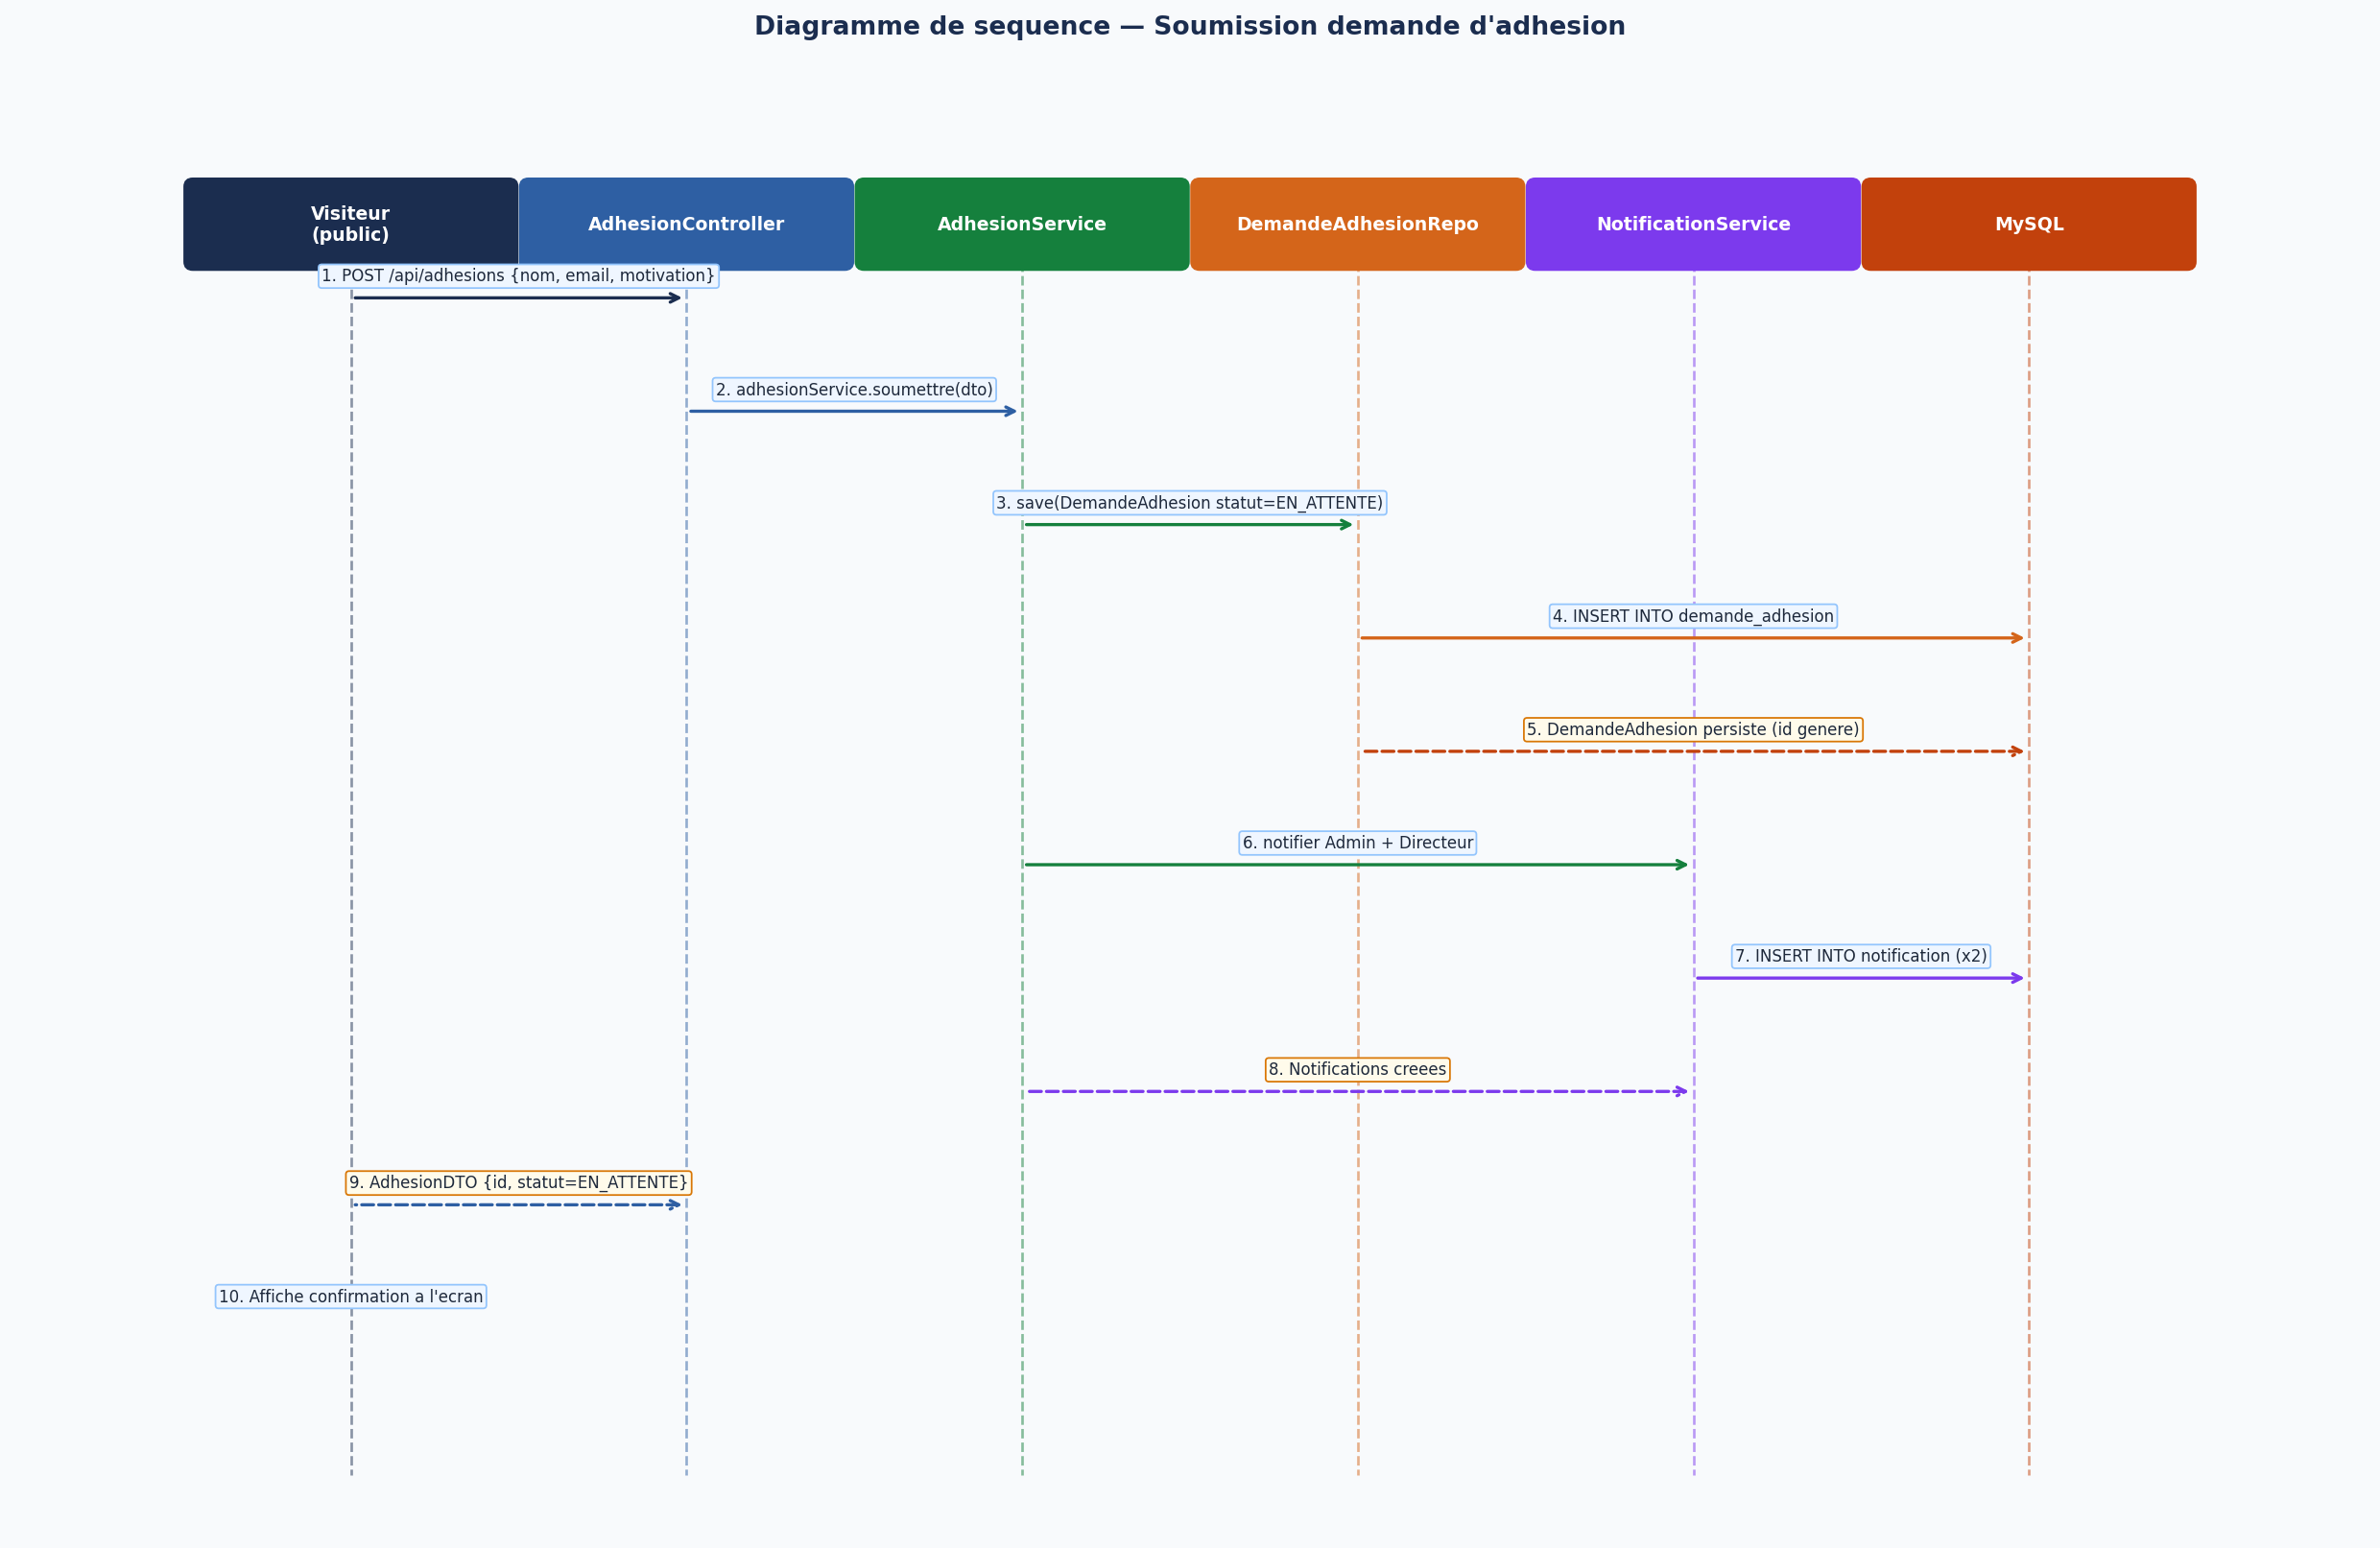 Diagramme de sequence — Soumission demande d'adhesion
Visiteur
(public)
AdhesionController
AdhesionService
DemandeAdhesionRepo
NotificationService
MySQL
1. POST /api/adhesions {nom, email, motivation}
2. adhesionService.soumettre(dto)
3. save(DemandeAdhesion statut=EN_ATTENTE)
4. INSERT INTO demande_adhesion
5. DemandeAdhesion persiste (id genere)
6. notifier Admin + Directeur
7. INSERT INTO notification (x2)
8. Notifications creees
9. AdhesionDTO {id, statut=EN_ATTENTE}
10. Affiche confirmation a l'ecran